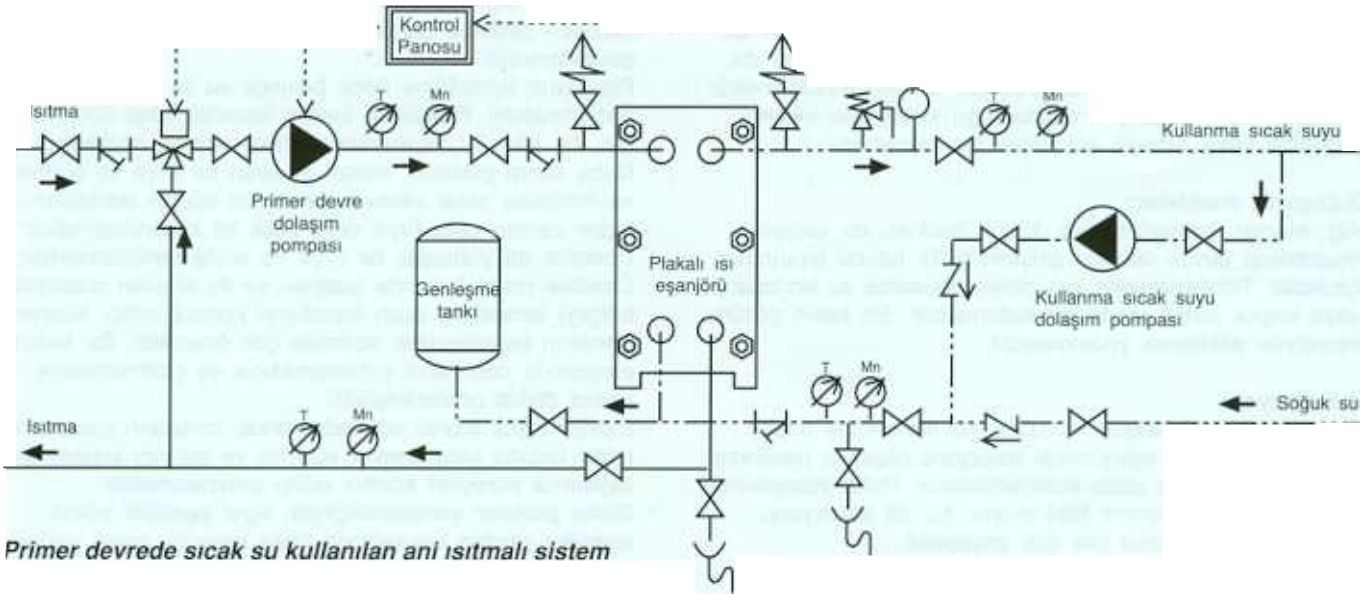 Kontrol
Panosu
Isıtma
T
Mn
T
Mn
Kullanma sıcak suyu
Primer devre
dolaşım
pompası
Genleşme
tankı
Plakalı ısı
eşanjörü
Kullanma sıcak suyu
dolaşım pompası
T
Mn
Soğuk su
Isıtma
T
Mn
Primer devrede sıcak su kullanılan ani ısıtmalı sistem